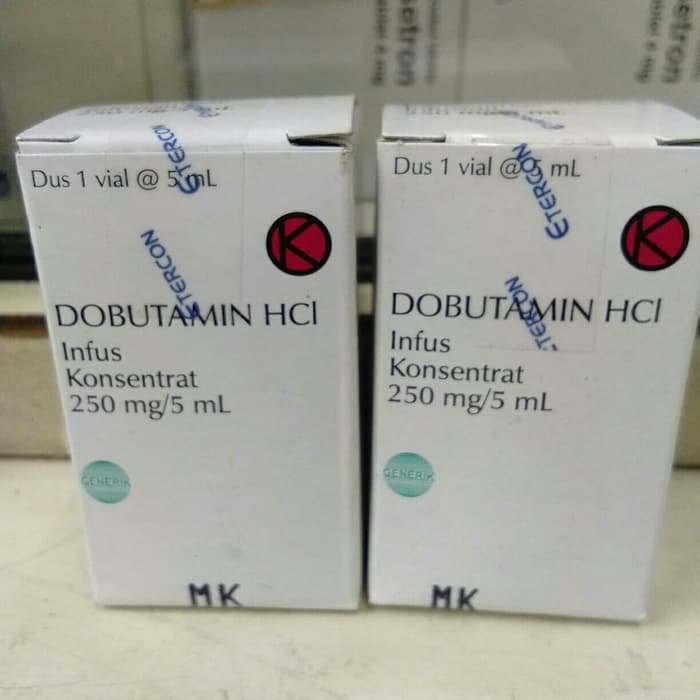 Dus 1 vial @ 5 mL
ETERCON
ETERCON
K
DOBUTAMIN HCl
Infus
Konsentrat
250 mg/5 mL
GENERIK
MK
Dus 1 vial @ 5 mL
ETERCON
ETERCON
K
DOBUTAMIN HCl
Infus
Konsentrat
250 mg/5 mL
GENERIK
MK